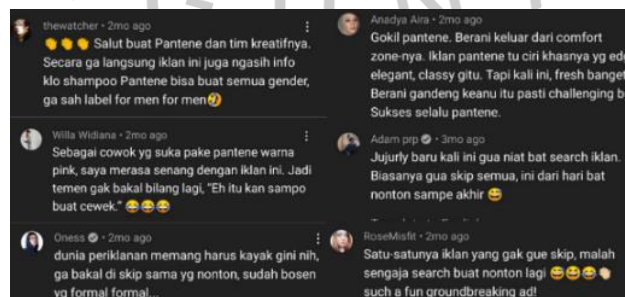 thewatcher • 2mo ago
👏👏👏 Salut buat Pantene dan tim kreatifnya.
Secara ga langsung iklan ini juga ngasih info
klo shampoo Pantene bisa buat semua gender,
ga sah label for men for men🤣
Willa Widiana • 2mo ago
Sebagai cowok yg suka pake pantene warna
pink, saya merasa senang dengan iklan ini. Jadi
temen gak bakal bilang lagi, "Eh itu kan sampo
buat cewek." 😂😂😂
Oness • 2mo ago
dunia periklanan memang harus kayak gini nih,
ga bakal di skip sama yg nonton, sudah bosen
yg formal formal...
Anadya Aira • 2mo ago
Gokil pantene. Berani keluar dari comfort
zone-nya. Iklan pantene tu ciri khasnya yg
elegant, classy gitu. Tapi kali ini, fresh banget
Berani gandeng keanu itu pasti challenging
Sukses selalu pantene.
Adam prp • 3mo ago
Jujurly baru kali ini gua niat bat search iklan.
Biasanya gua skip semua, ini dari hari bat
nonton sampe akhir 😄
RoseMisfit • 2mo ago
Satu-satunya iklan yang gak gue skip, malah
sengaja search buat nonton lagi 😂😂😂👏
such a fun groundbreaking ad!